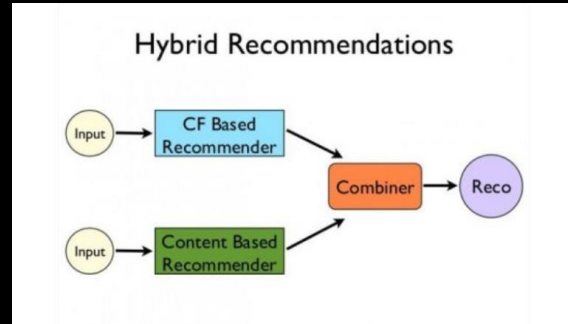 Hybrid Recommendations
Input
CF Based
Recommender
Combiner
Reco
Input
Content Based
Recommender